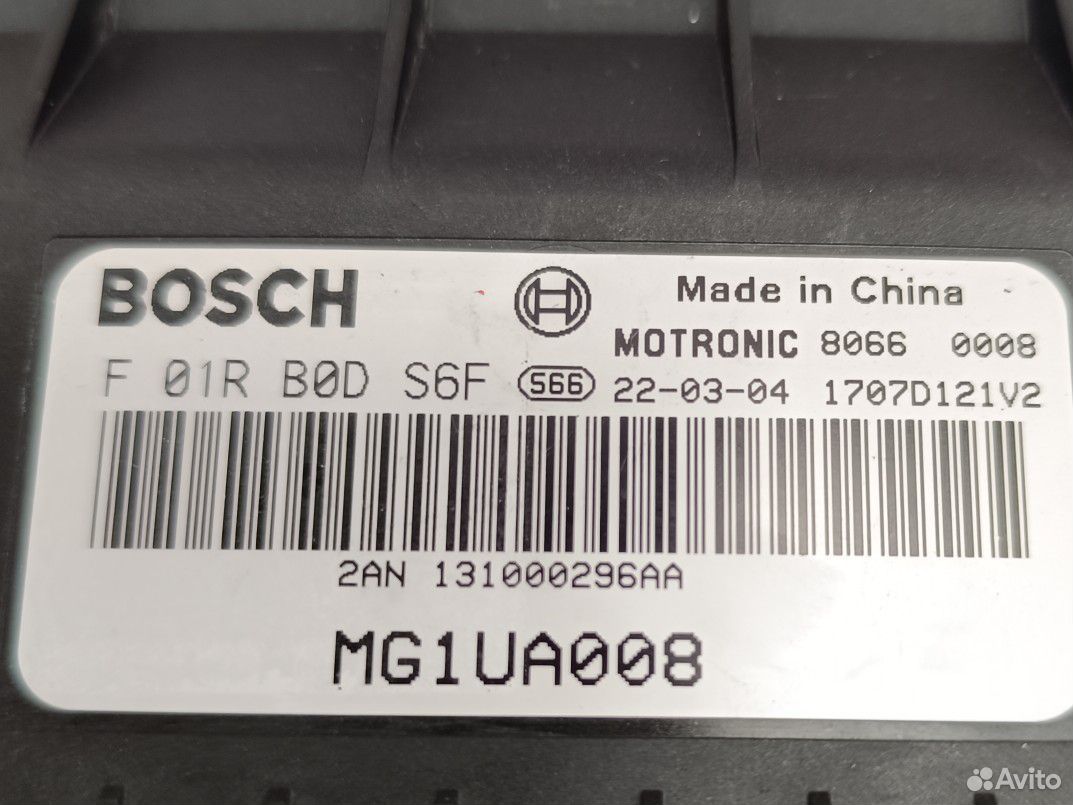 BOSCH
Made in China
MOTRONIC 8066 0008
F 01R B0D S6F S66 22-03-04 1707D121V2
2AN 131000296AA
MG1UA008
Avito